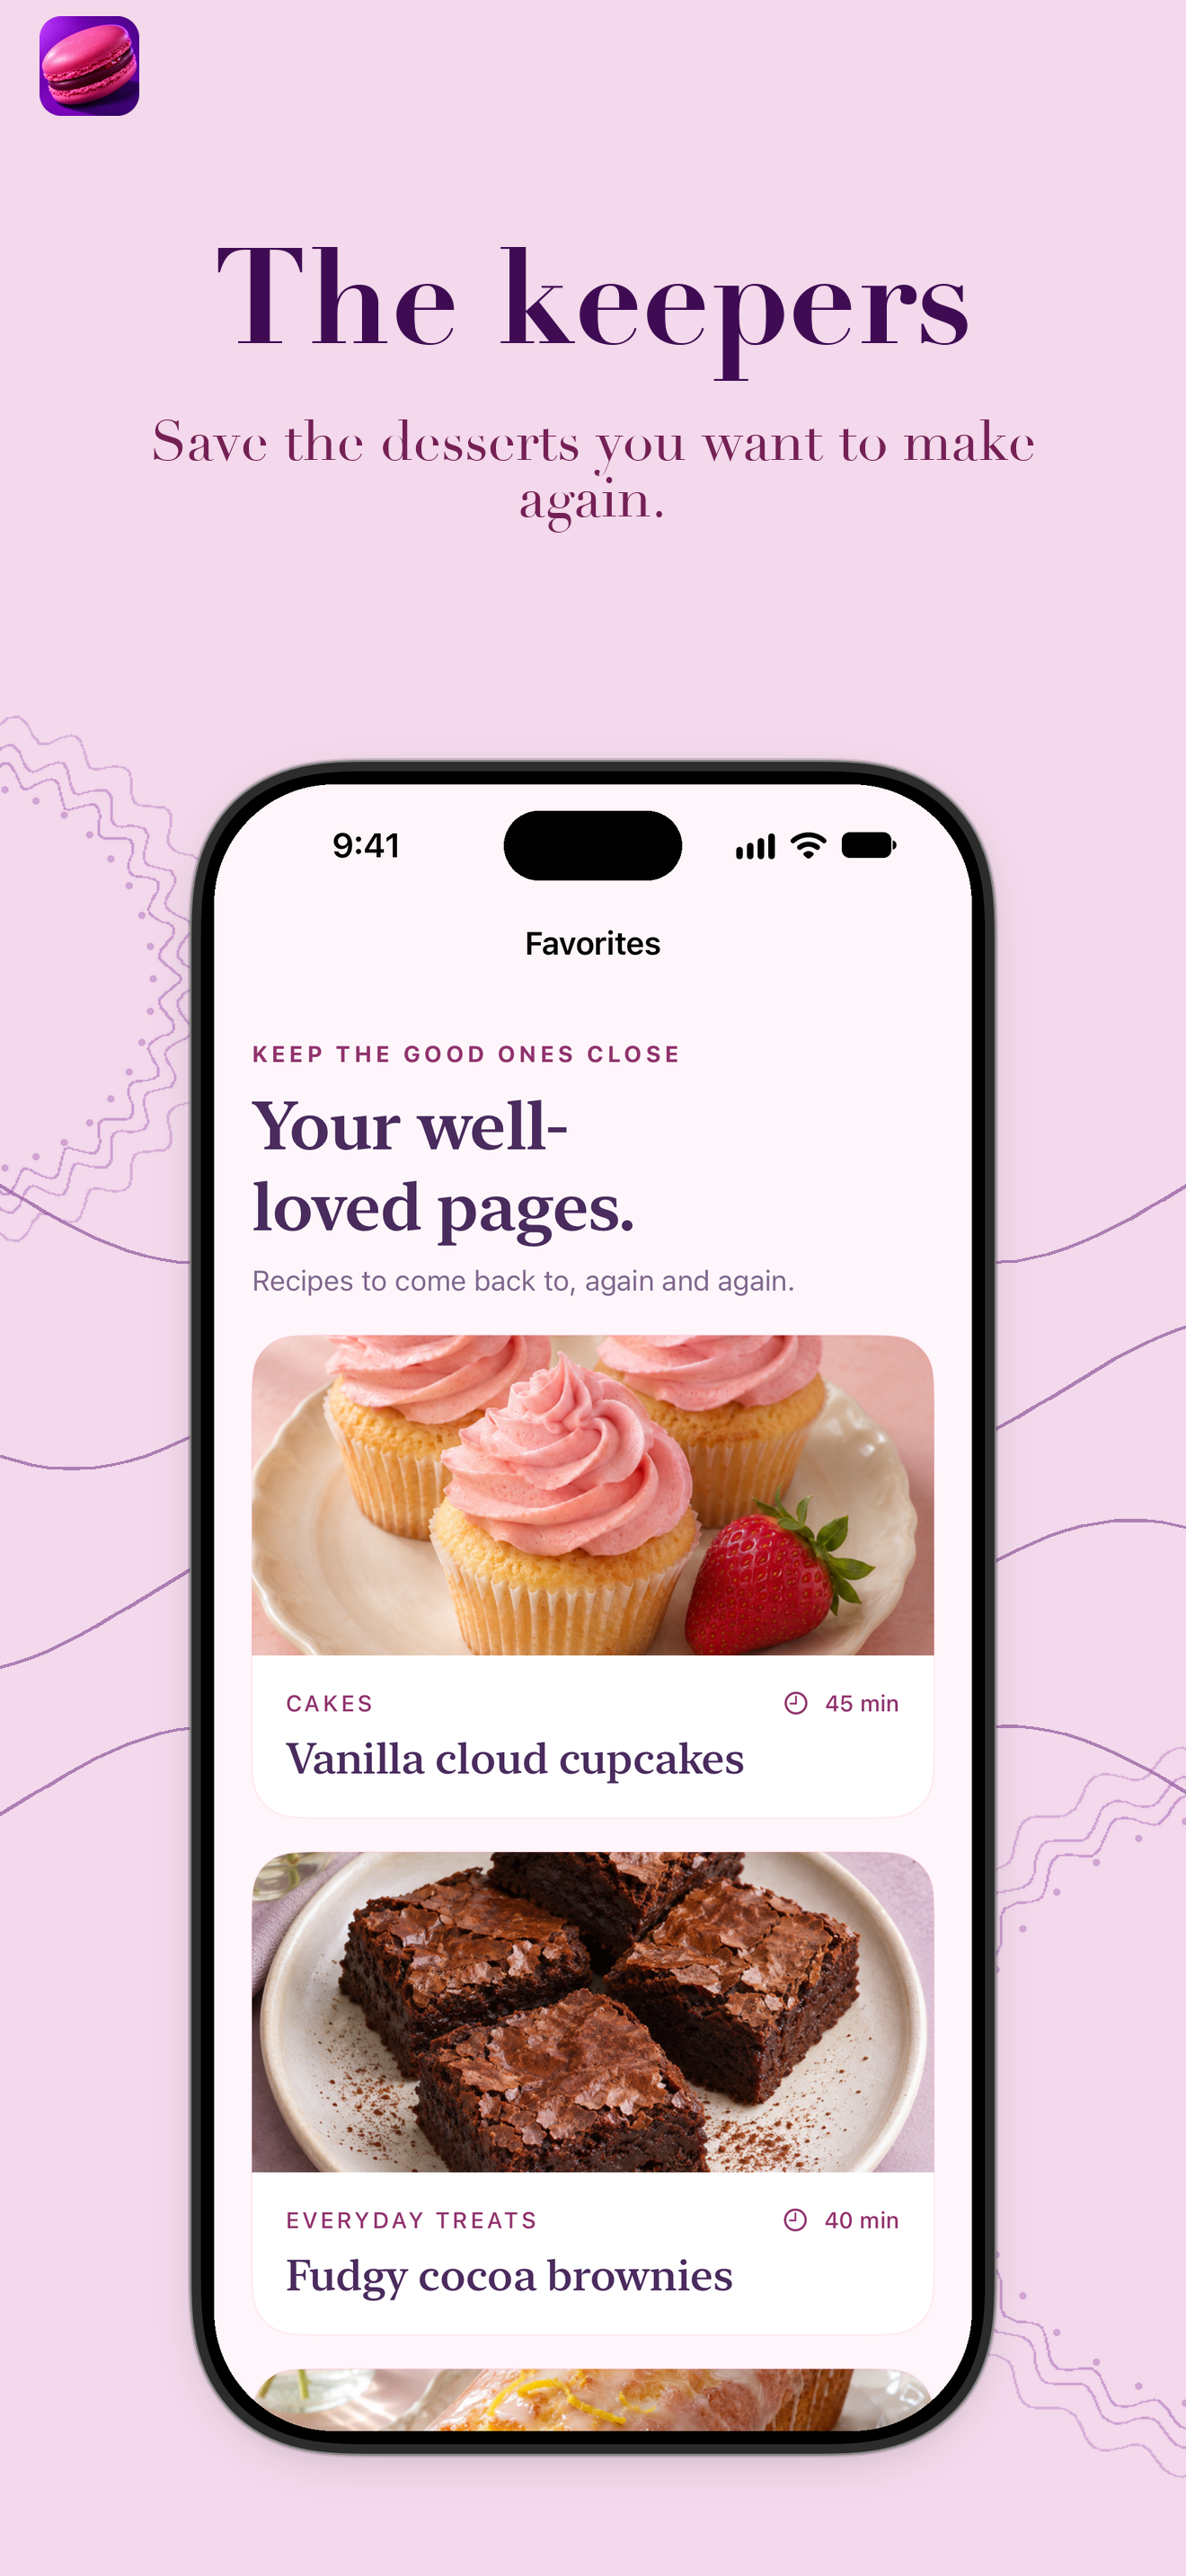 The keepers
Save the desserts you want to make
again.
9:41
Favorites
KEEP THE GOOD ONES CLOSE
Your well-
loved pages.
Recipes to come back to, again and again.
CAKES
45 min
Vanilla cloud cupcakes
EVERYDAY TREATS
40 min
Fudgy cocoa brownies